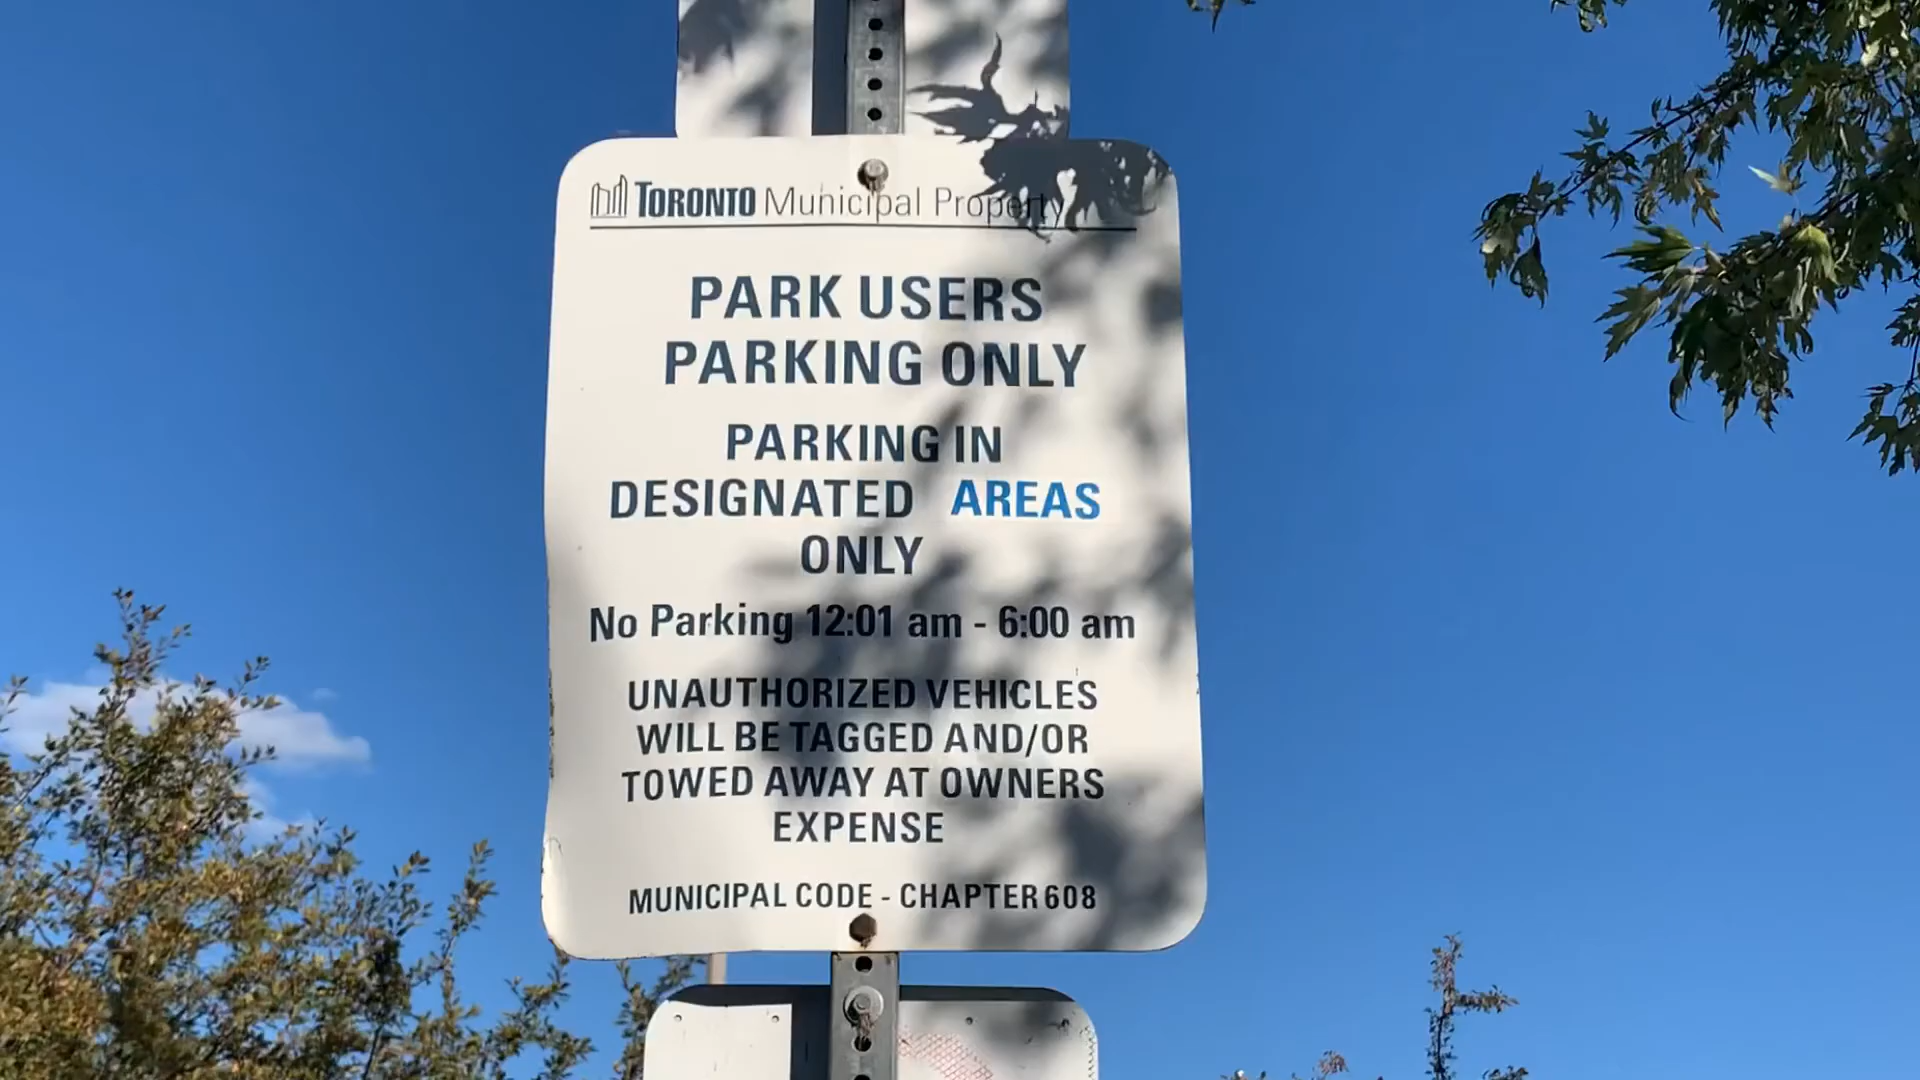 TORONTO Municipal Property
PARK USERS
PARKING ONLY
PARKING IN
DESIGNATED AREAS
ONLY
No Parking 12:01 am - 6:00 am
UNAUTHORIZED VEHICLES
WILL BE TAGGED AND/OR
TOWED AWAY AT OWNERS
EXPENSE
MUNICIPAL CODE - CHAPTER 608